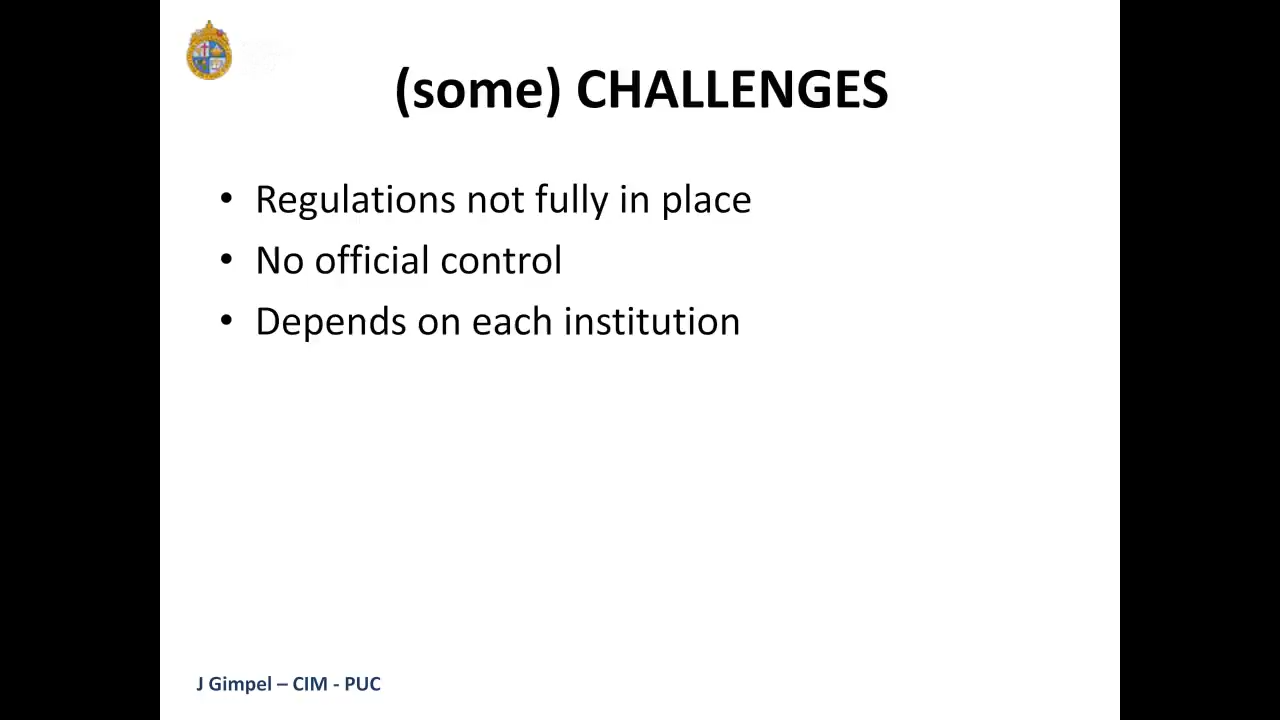 (some) CHALLENGES
• Regulations not fully in place
• No official control
• Depends on each institution
J Gimpel – CIM - PUC